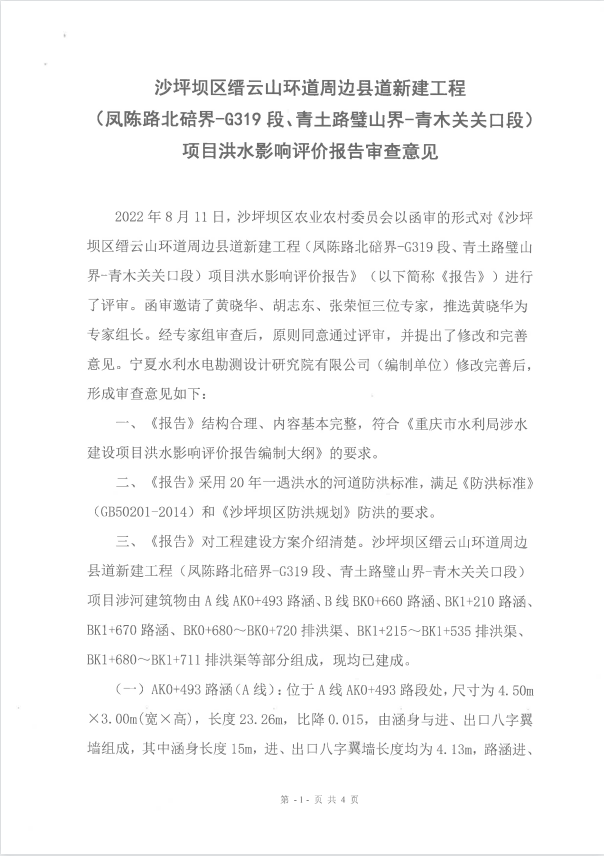 沙坪坝区缙云山环道周边县道新建工程
（凤陈路北碚界-G319 段、青土路璧山界-青木关关口段）
项目洪水影响评价报告审查意见
2022 年 8 月 11 日，沙坪坝区农业农村委员会以函审的形式对《沙坪
坝区缙云山环道周边县道新建工程（凤陈路北碚界-G319 段、青土路璧山
界-青木关关口段）项目洪水影响评价报告》（以下简称《报告》）进行
了评审。函审邀请了黄晓华、胡志东、张荣恒三位专家，推选黄晓华为
专家组长。经专家组审查后，原则同意通过评审，并提出了修改和完善
意见。宁夏水利水电勘测设计研究院有限公司（编制单位）修改完善后，
形成审查意见如下：
一、《报告》结构合理、内容基本完整，符合《重庆市水利局涉水
建设项目洪水影响评价报告编制大纲》的要求。
二、《报告》采用 20 年一遇洪水的河道防洪标准，满足《防洪标准》
（GB50201-2014）和《沙坪坝区防洪规划》防洪的要求。
三、《报告》对工程建设方案介绍清楚。沙坪坝区缙云山环道周边
县道新建工程（凤陈路北碚界-G319 段、青土路璧山界-青木关关口段）
项目涉河建筑物由 A 线 AK0+493 路涵、B 线 BK0+660 路涵、BK1+210 路涵、
BK1+670 路涵、BK0+680～BK0+720 排洪渠、BK1+215～BK1+535 排洪渠、
BK1+680～BK1+711 排洪渠等部分组成，现均已建成。
（一）AK0+493 路涵（A 线）：位于 A 线 AK0+493 路段处，尺寸为 4.50m
×3.00m(宽×高)，长度 23.26m，比降 0.015，由涵身与进、出口八字翼
墙组成，其中涵身长度 15m，进、出口八字翼墙长度均为 4.13m，路涵进、
第 -1- 页 共 4 页